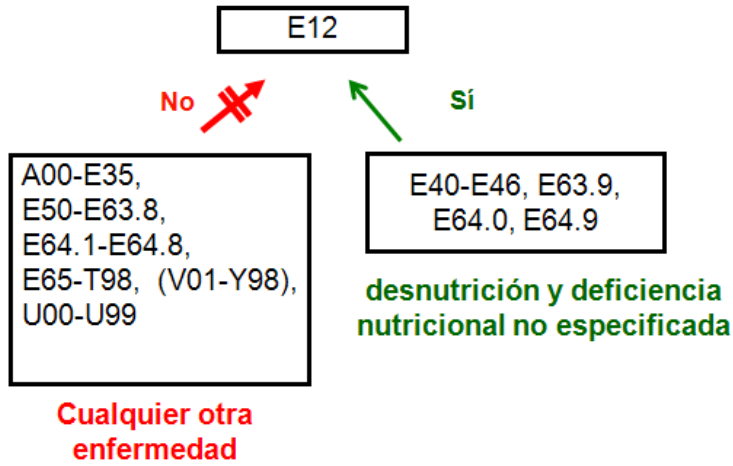 E12
No
Sí
A00-E35,
E50-E63.8,
E64.1-E64.8,
E65-T98, (V01-Y98),
U00-U99
E40-E46, E63.9,
E64.0, E64.9
desnutrición y deficiencia
nutricional no especificada
Cualquier otra
enfermedad